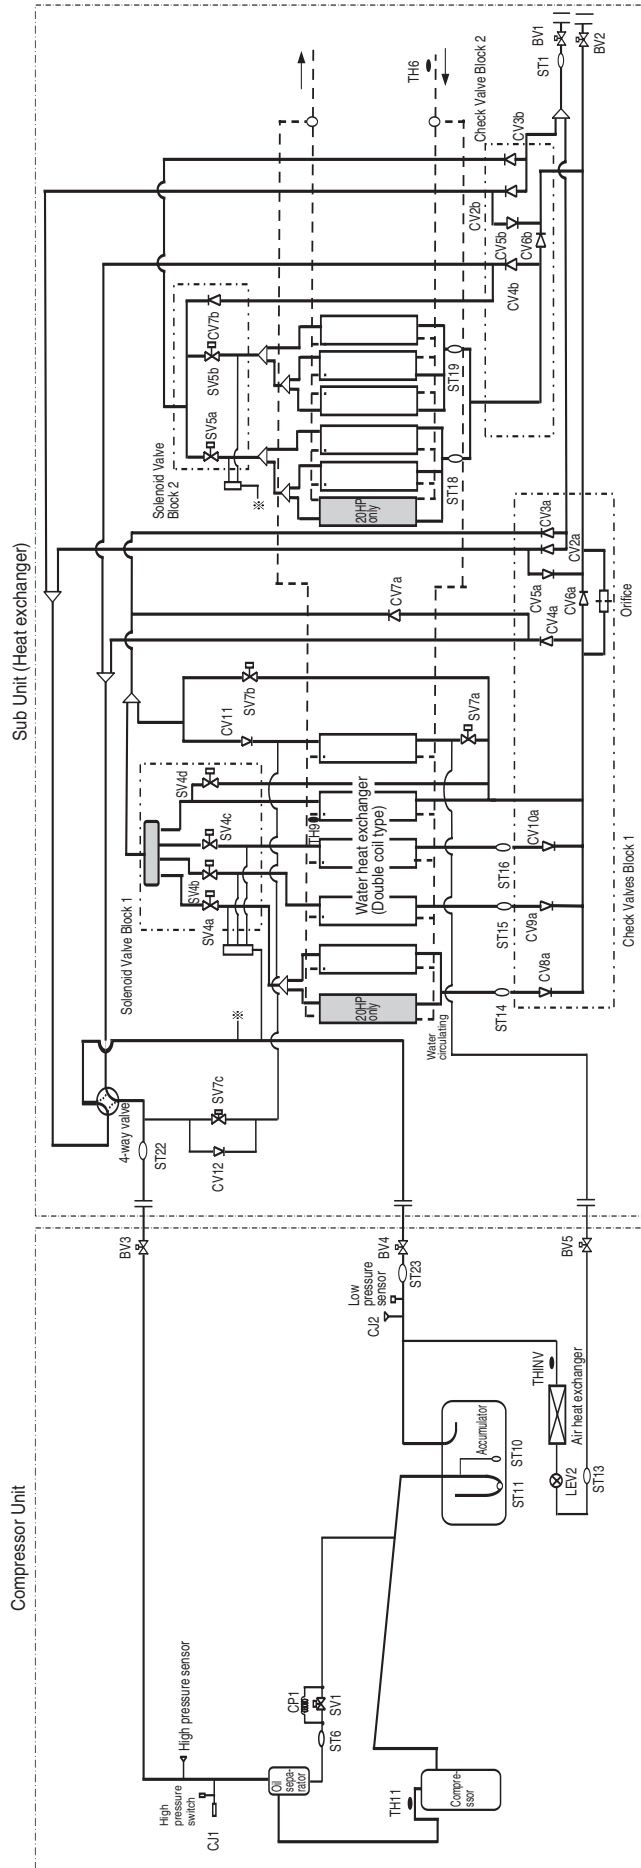 Compressor Unit
Sub Unit (Heat exchanger)
BV3
ST22
4-way valve
CV12
SV7c
※
High pressure sensor
High
pressure
switch
CJ1
Oil
sepa-
rator
CP1
SV1
ST6
TH11
Compre-
ssor
Accumulator
ST10
ST11
Low
pressure
sensor
CJ2
BV4
ST23
THINV
Air heat exchanger
LEV2
ST13
BV5
Solenoid Valve Block 1
SV4a
SV4b
SV4c
SV4d
CV11
SV7b
SV7a
TH9
Water heat exchanger
(Double coil type)
20HP
only
Water
circulating
ST14
ST15
ST16
CV8a
CV9a
CV10a
Check Valves Block 1
CV7a
CV4a
CV5a
CV6a
CV2a
CV3a
Orifice
Solenoid Valve
Block 2
SV5a
SV5b
CV7b
※
20HP
only
ST18
ST19
Check Valve Block 2
CV4b
CV5b
CV6b
CV2b
CV3b
TH6
ST1
BV1
BV2